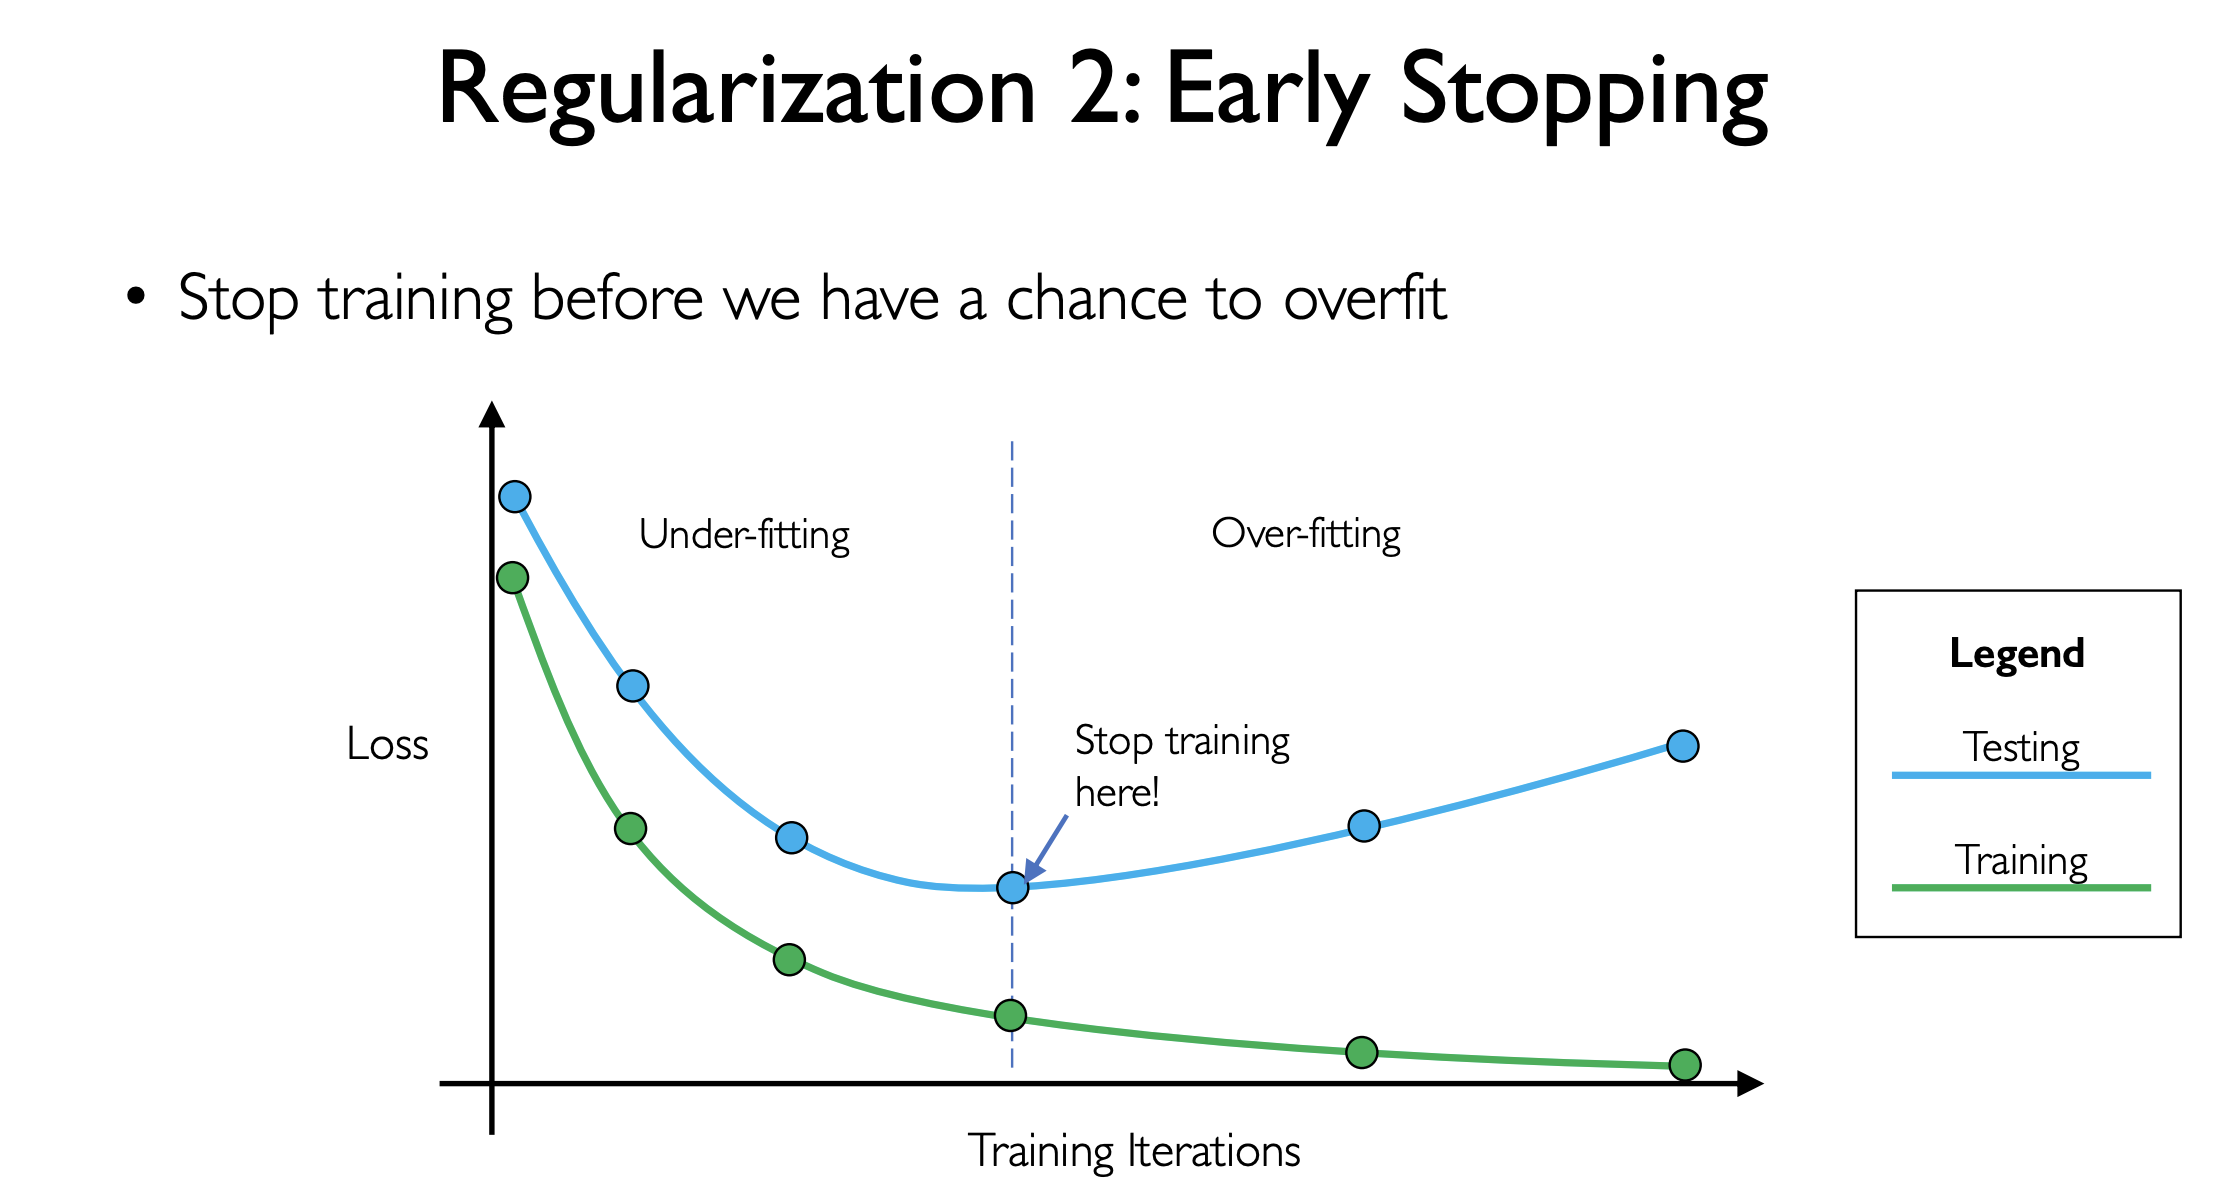 Regularization 2: Early Stopping
• Stop training before we have a chance to overfit
Under-fitting
Over-fitting
Loss
Stop training
here!
Training Iterations
Legend
Testing
Training